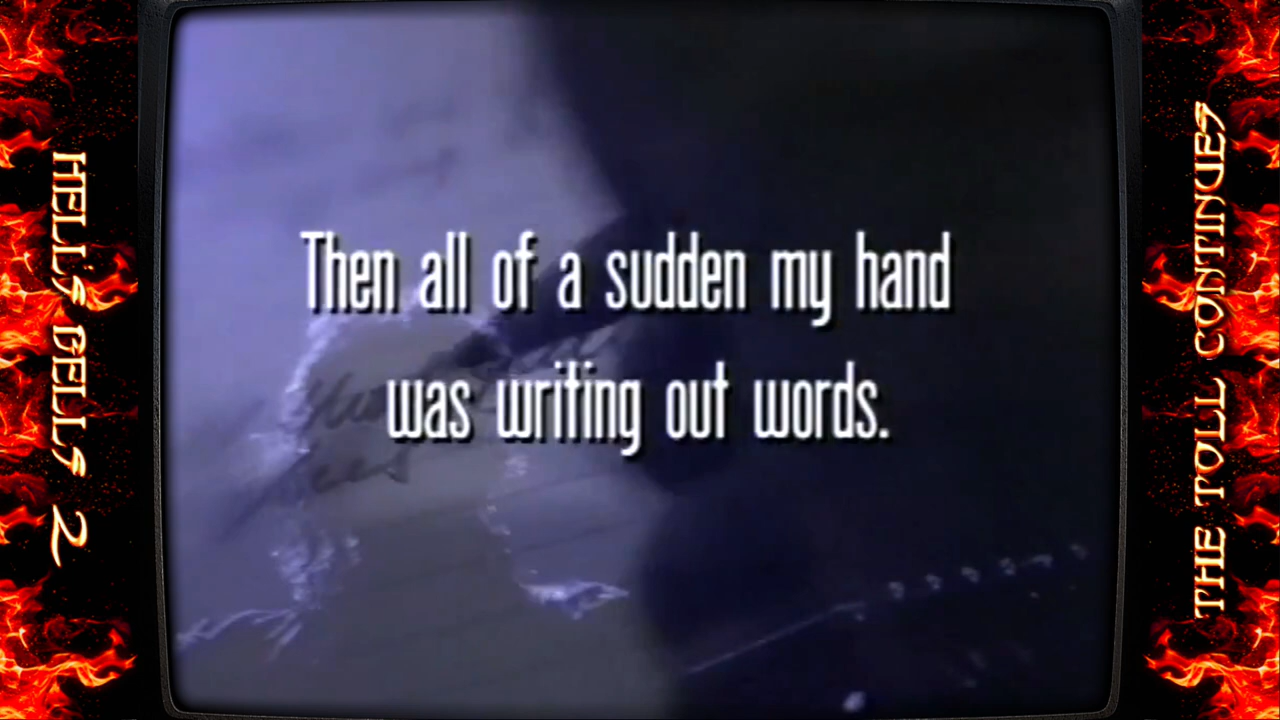 HELL'S BELLS 2
Then all of a sudden my hand
was writing out words.
THE TOLL CONTINUES